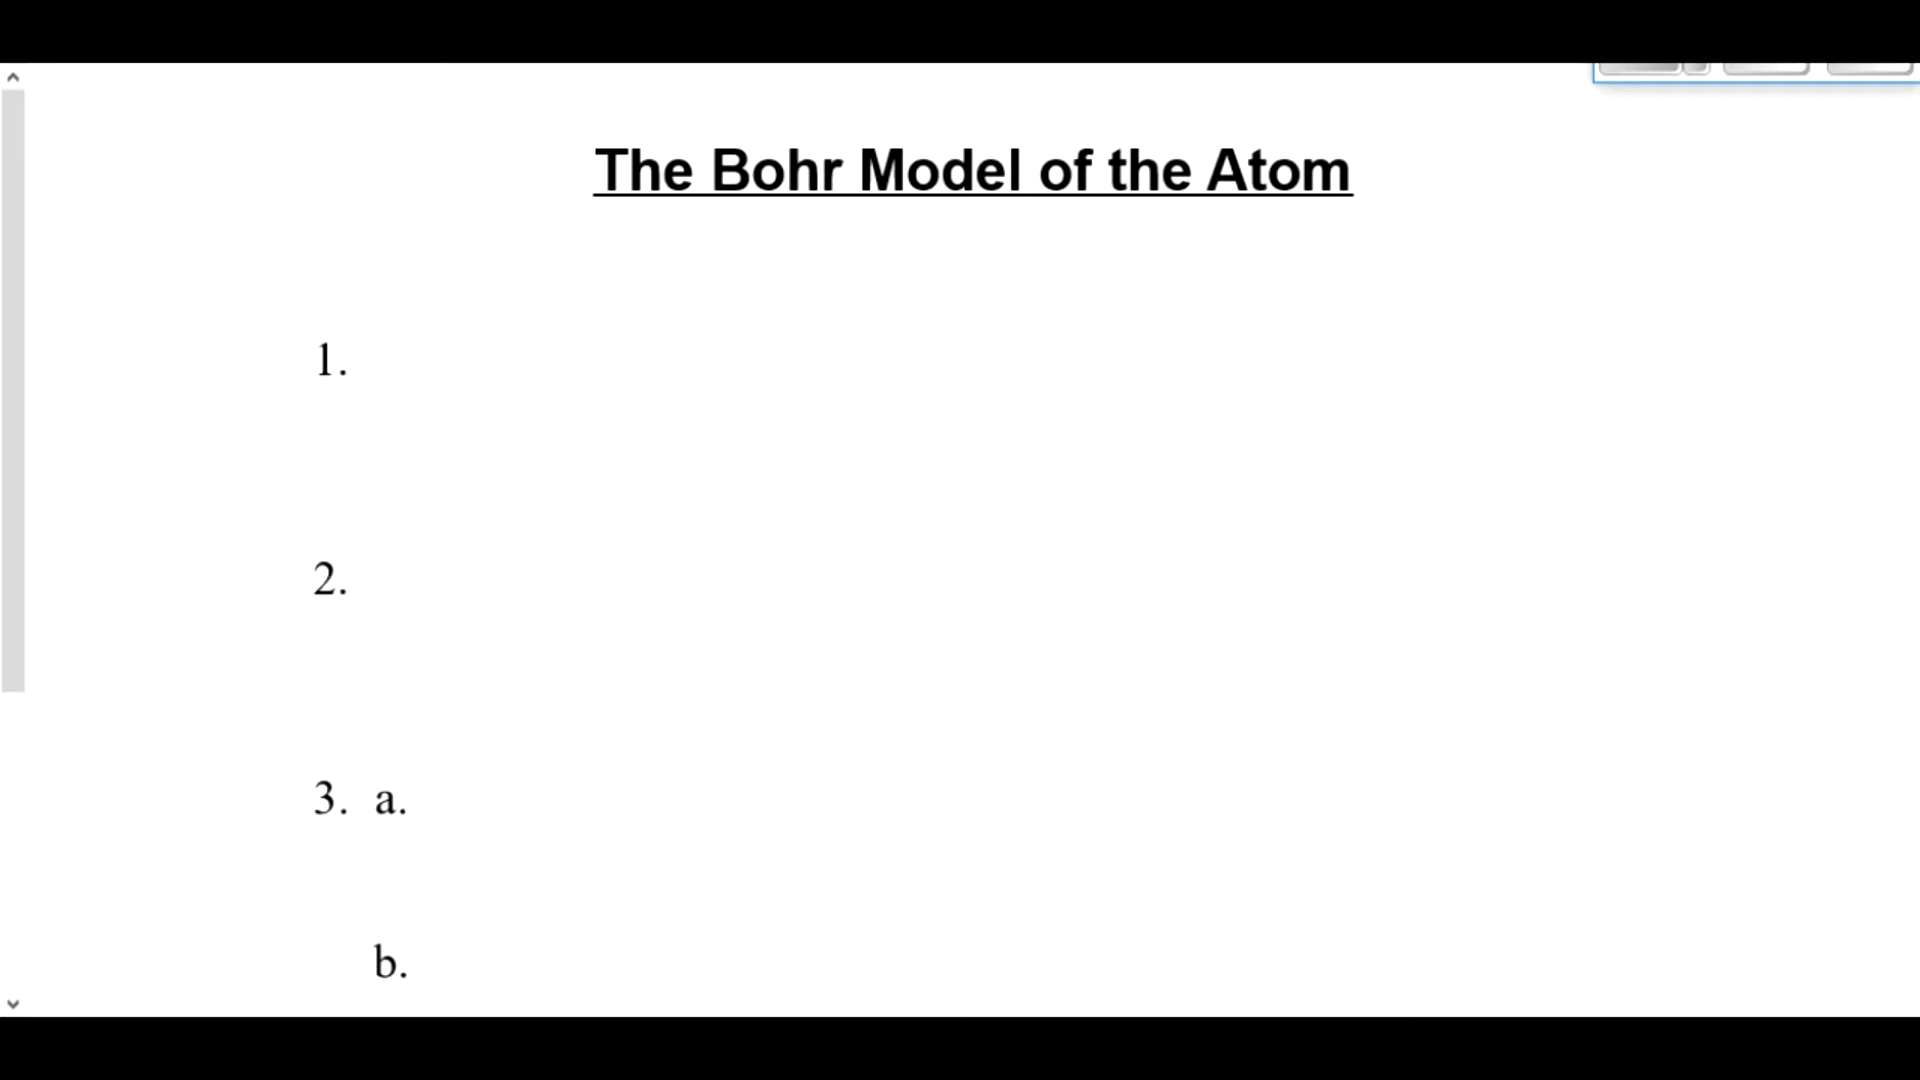 The Bohr Model of the Atom
1.
2.
3. a.
b.